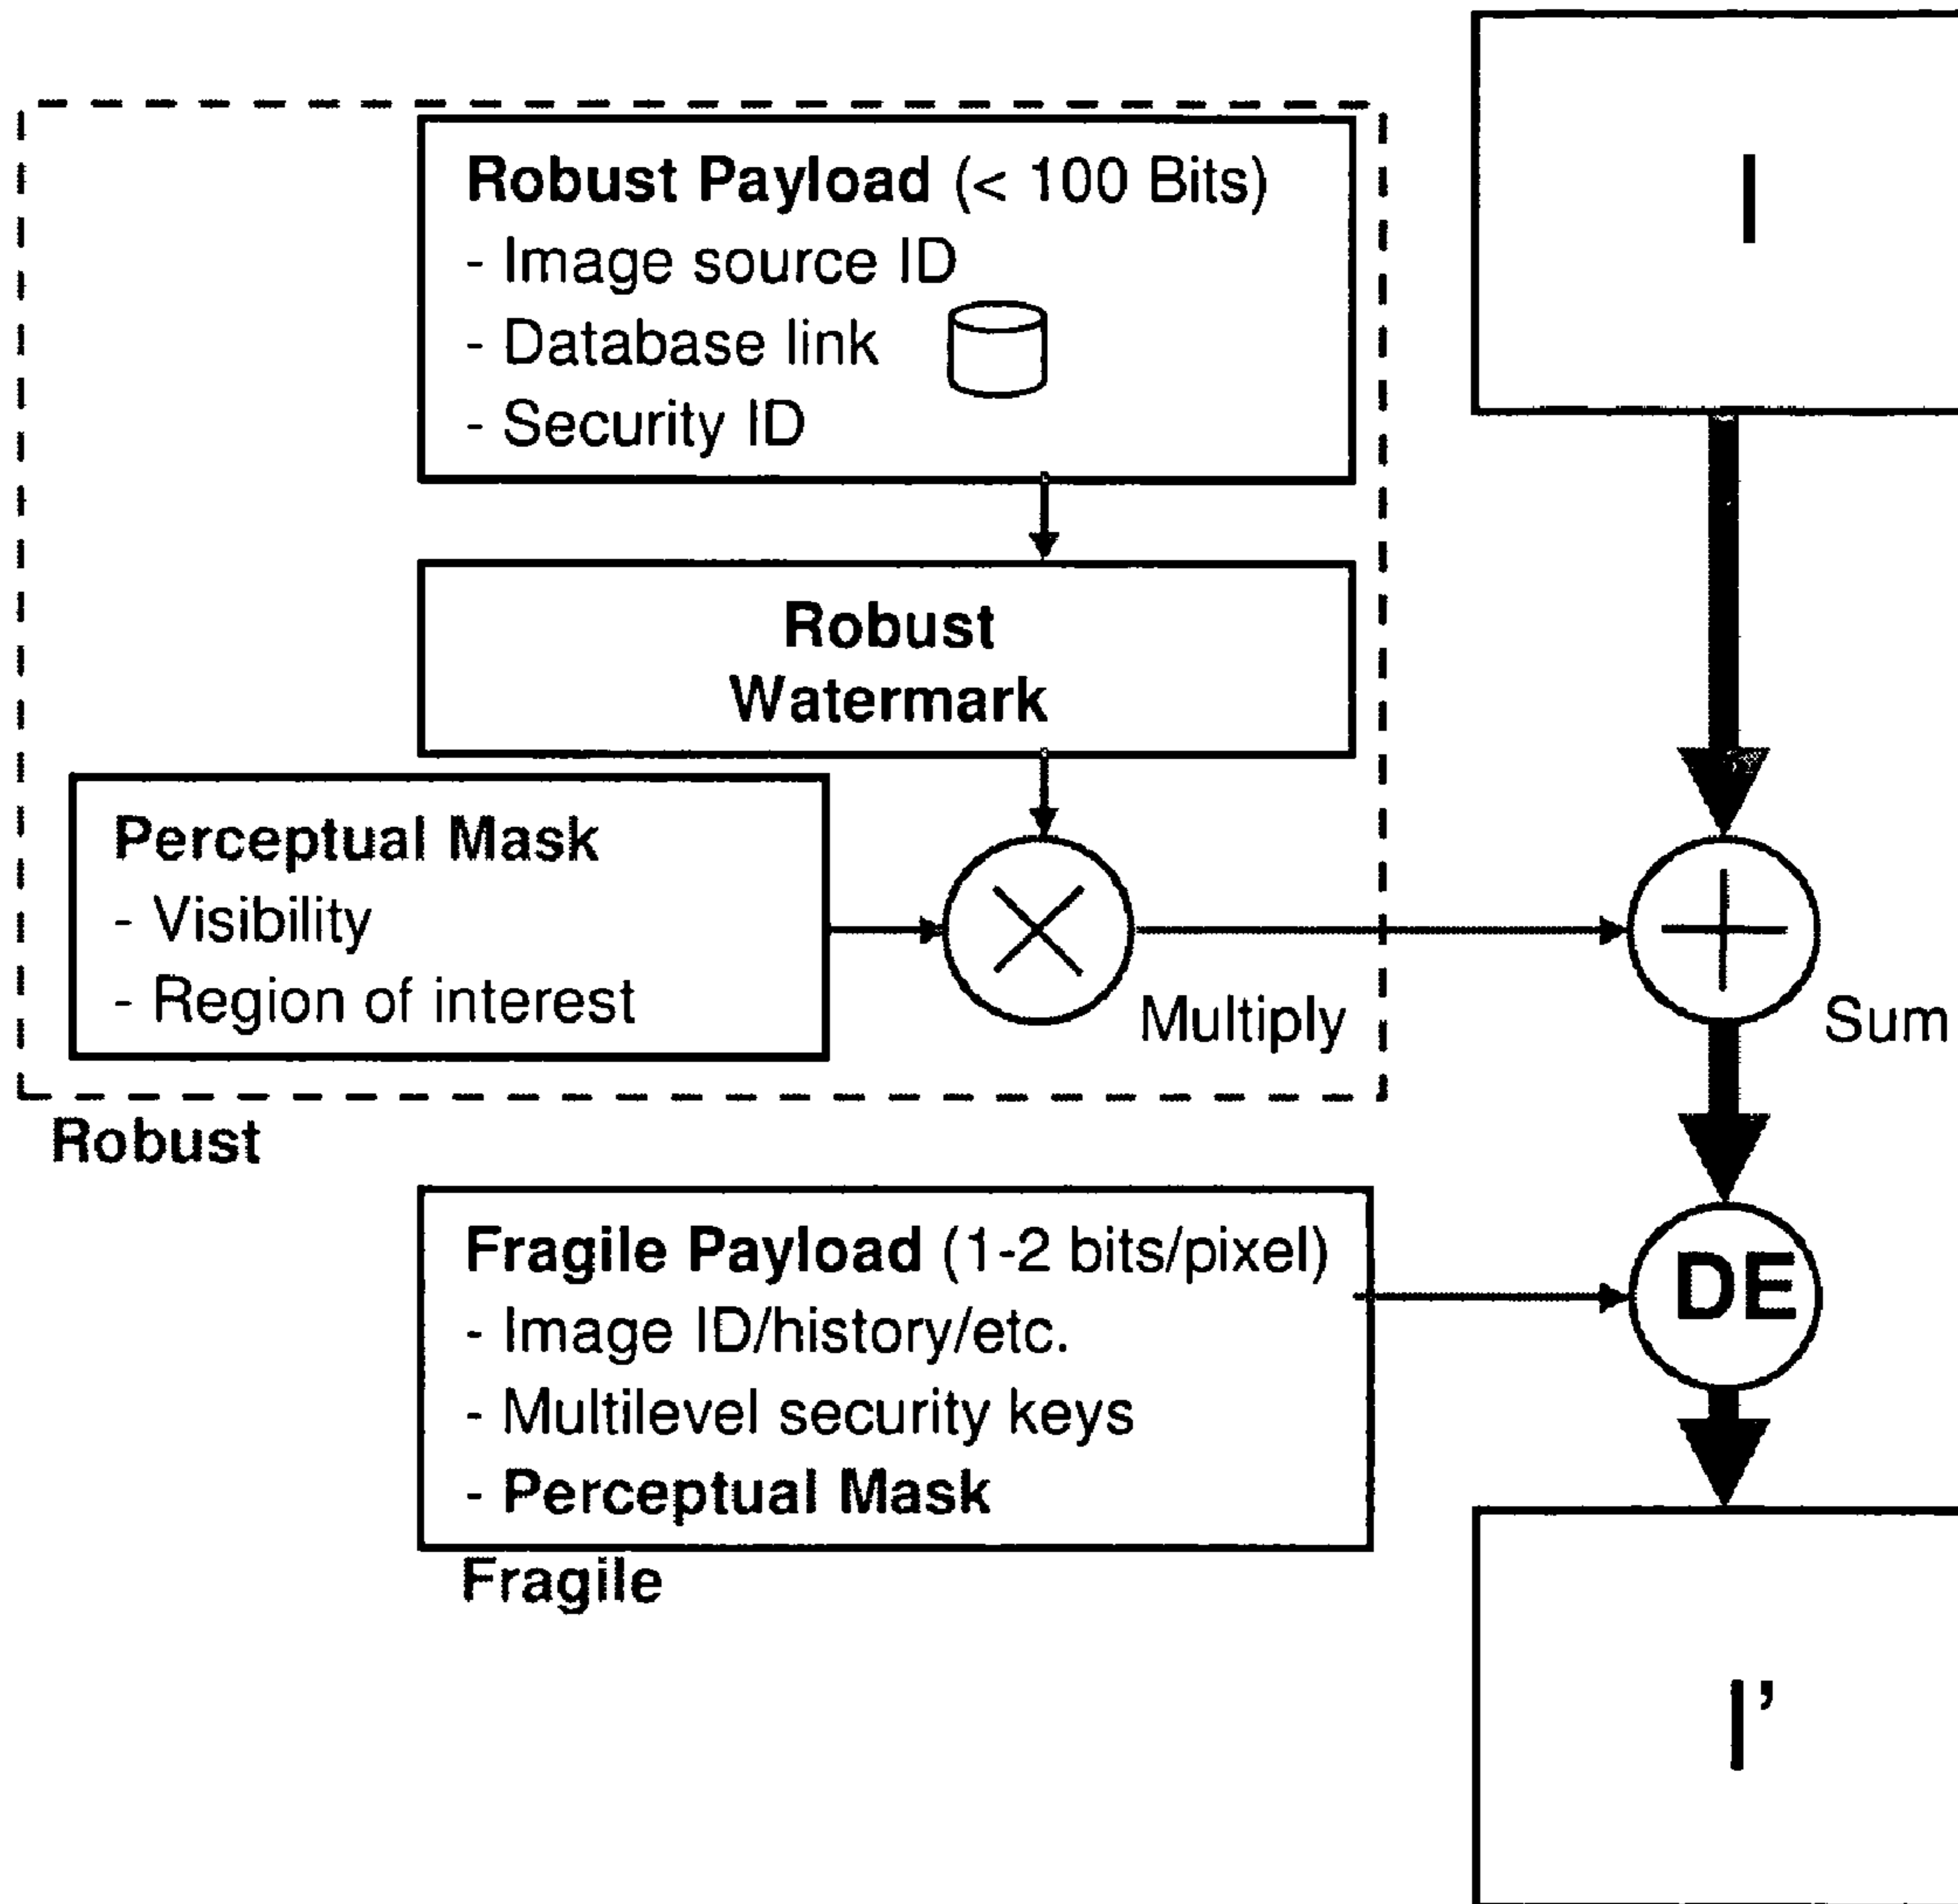 I
Robust Payload (< 100 Bits)
- Image source ID
- Database link
- Security ID
Robust
Watermark
Perceptual Mask
- Visibility
- Region of interest
Multiply
Sum
Robust
Fragile Payload (1-2 bits/pixel)
- Image ID/history/etc.
- Multilevel security keys
- Perceptual Mask
DE
Fragile
I’